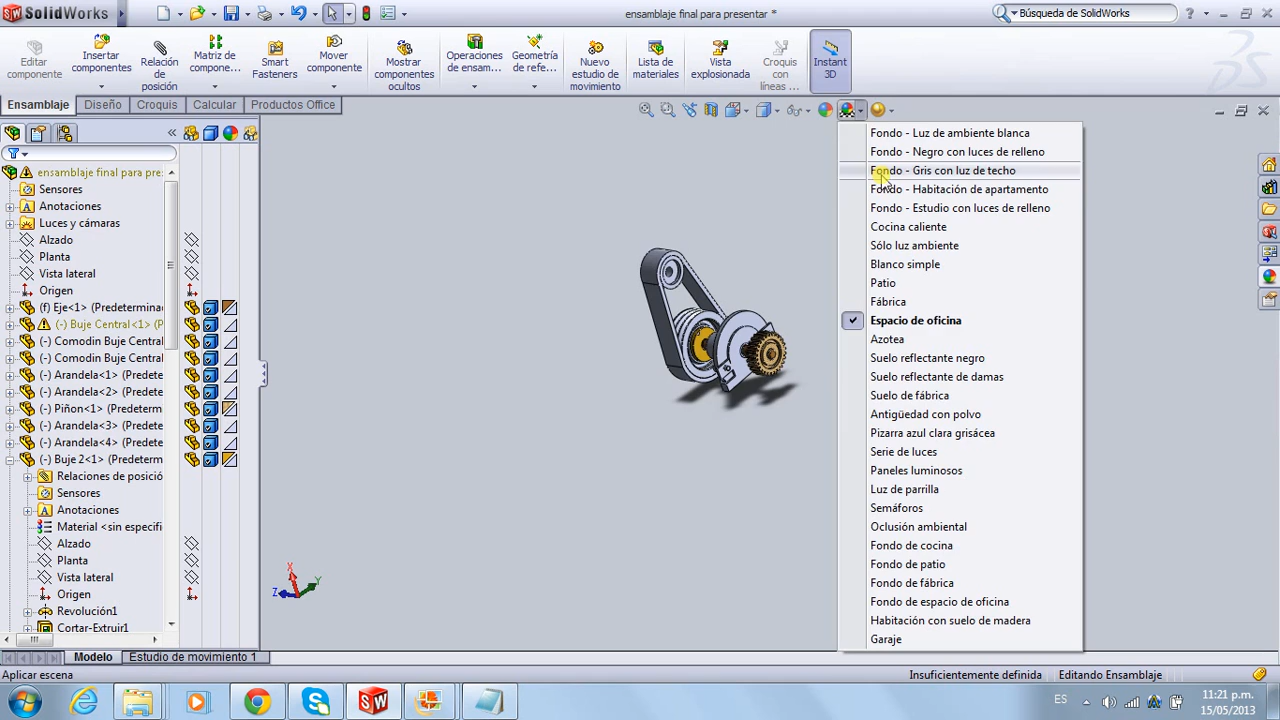 SolidWorks
ensamblaje final para presentar *
Búsqueda de SolidWorks
Editar componente
Insertar componentes
Relación de posición
Matriz de compone...
Smart Fasteners
Mover componente
Mostrar componentes ocultos
Operaciones de ensam...
Geometría de refe...
Nuevo estudio de movimiento
Lista de materiales
Vista explosionada
Croquis con líneas ...
Instant 3D
Ensamblaje
Diseño
Croquis
Calcular
Productos Office
ensamblaje final para pres
Sensores
Anotaciones
Luces y cámaras
Alzado
Planta
Vista lateral
Origen
(f) Eje<1> (Predetermina
(-) Buje Central<1> (
(-) Comodin Buje Central
(-) Comodin Buje Central
(-) Arandela<1> (Predete
(-) Arandela<2> (Predete
(-) Piñon<1> (Predetermi
(-) Arandela<3> (Predete
(-) Arandela<4> (Predete
(-) Buje 2<1> (Predeterm
Relaciones de posició
Sensores
Anotaciones
Material <sin especifi
Alzado
Planta
Vista lateral
Origen
Revolución1
Cortar-Extruir1
Fondo - Luz de ambiente blanca
Fondo - Negro con luces de relleno
Fondo - Gris con luz de techo
Fondo - Habitación de apartamento
Fondo - Estudio con luces de relleno
Cocina caliente
Sólo luz ambiente
Blanco simple
Patio
Fábrica
Espacio de oficina
Azotea
Suelo reflectante negro
Suelo reflectante de damas
Suelo de fábrica
Antigüedad con polvo
Pizarra azul clara grisácea
Serie de luces
Paneles luminosos
Luz de parrilla
Semáforos
Oclusión ambiental
Fondo de cocina
Fondo de patio
Fondo de fábrica
Fondo de espacio de oficina
Habitación con suelo de madera
Garaje
X
Y
Z
Modelo
Estudio de movimiento 1
Aplicar escena
Insuficientemente definida
Editando Ensamblaje
ES
11:21 p.m.
15/05/2013